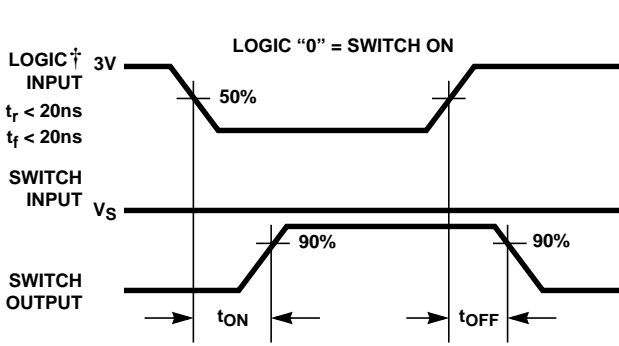 LOGIC “0” = SWITCH ON
LOGIC† 3V
INPUT
50%
tr < 20ns
tf < 20ns
SWITCH
INPUT
VS
90%
90%
SWITCH
OUTPUT
tON
tOFF